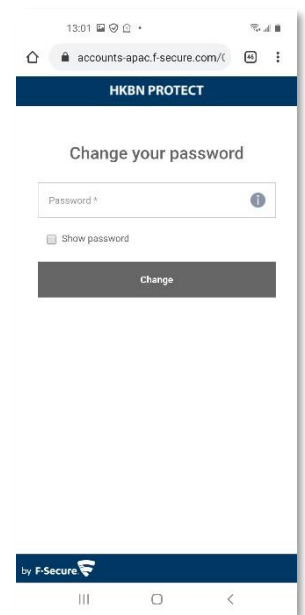 13:01
accounts-apac.f-secure.com/(
46
HKBN PROTECT
Change your password
Password *
i
Show password
Change
by F-Secure